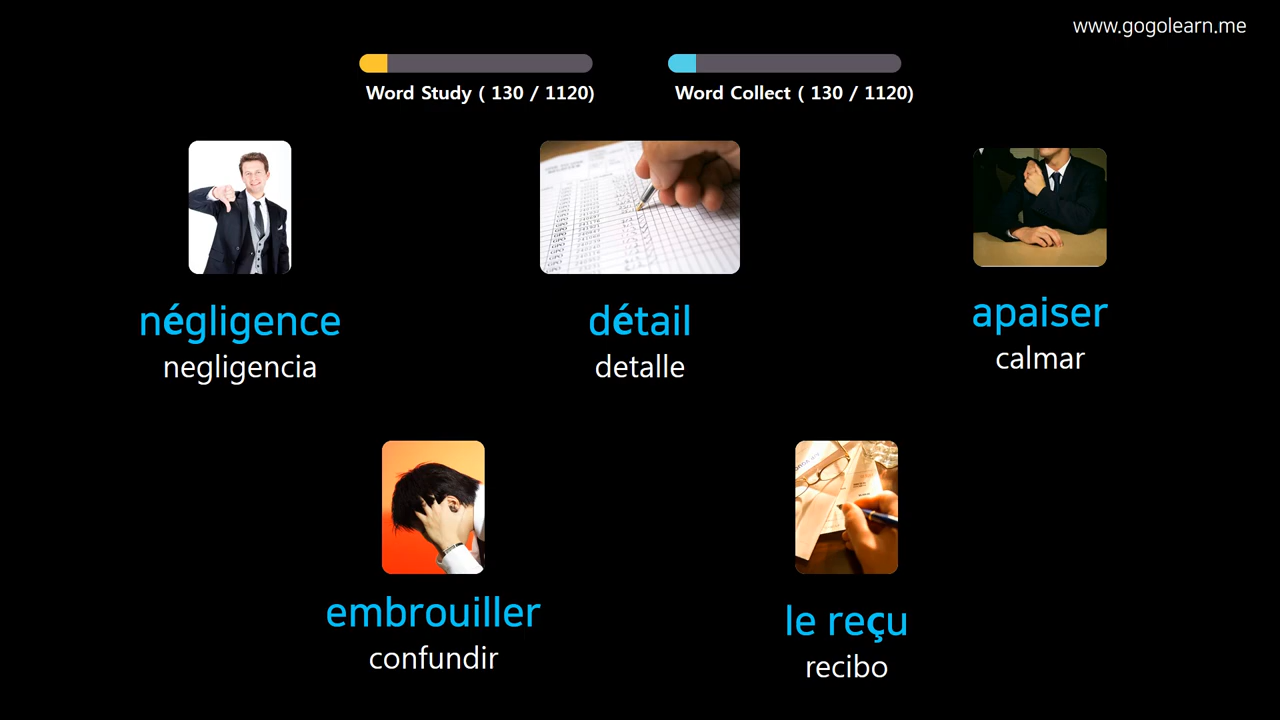 www.gogolearn.me
Word Study ( 130 / 1120)
Word Collect ( 130 / 1120)
négligence
negligencia
détail
detalle
apaiser
calmar
embrouiller
confundir
le reçu
recibo